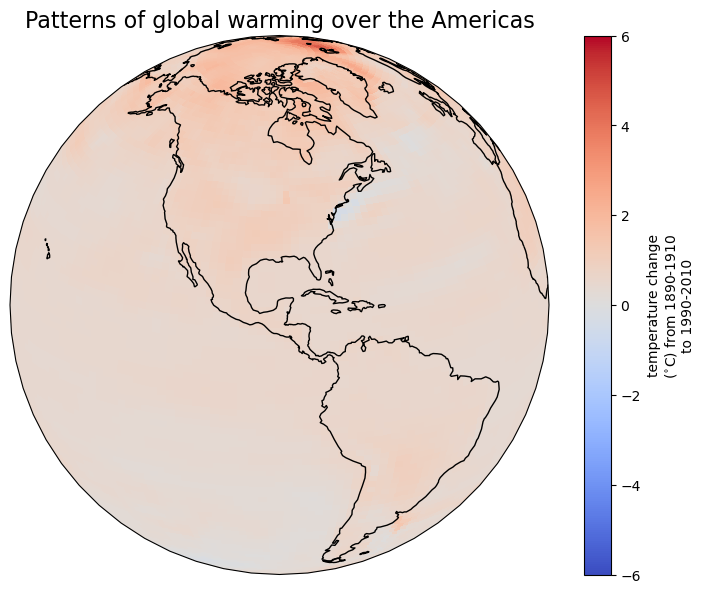 Patterns of global warming over the Americas
6
4
2
0
−2
−4
−6
temperature change
(°C) from 1890-1910
to 1990-2010